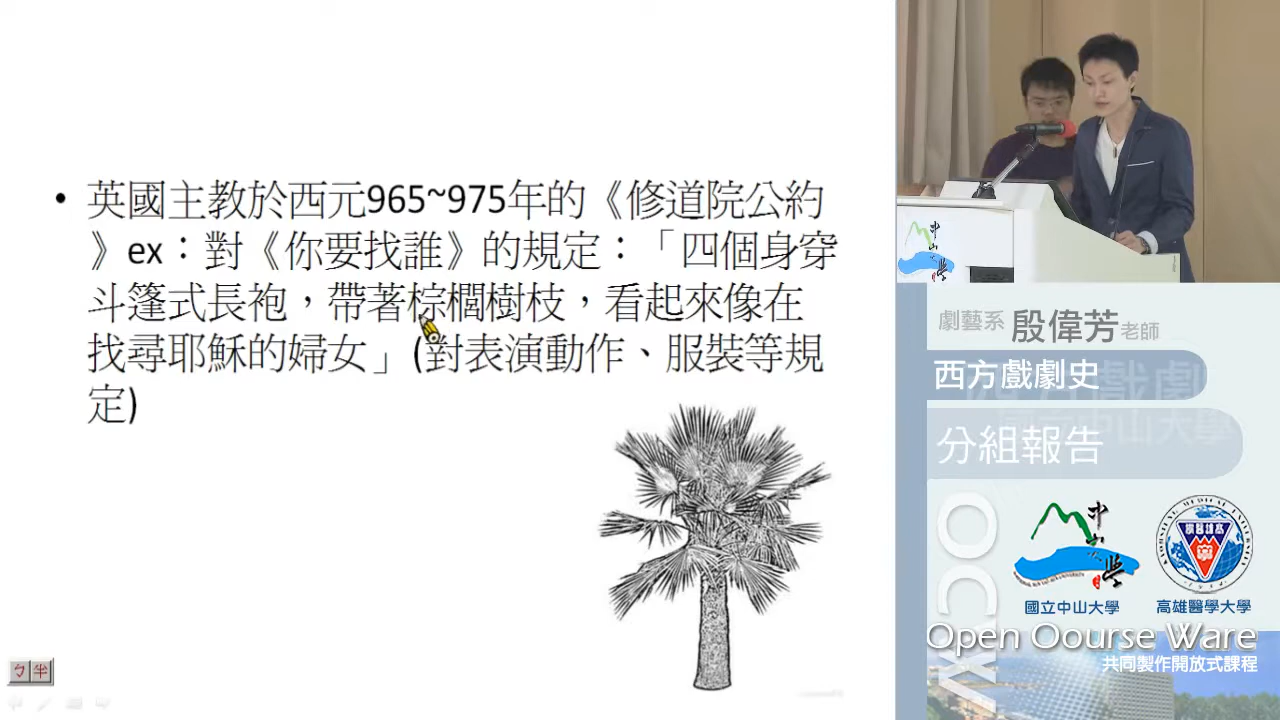 • 英國主教於西元965~975年的《修道院公約
》ex：對《你要找誰》的規定：「四個身穿
斗篷式長袍，帶著棕櫚樹枝，看起來像在
找尋耶穌的婦女」(對表演動作、服裝等規
定)
ㄅ半
劇藝系 殷偉芳老師
西方戲劇史
分組報告
OCW
國立中山大學
高雄醫學大學
Open Oourse Ware
共同製作開放式課程